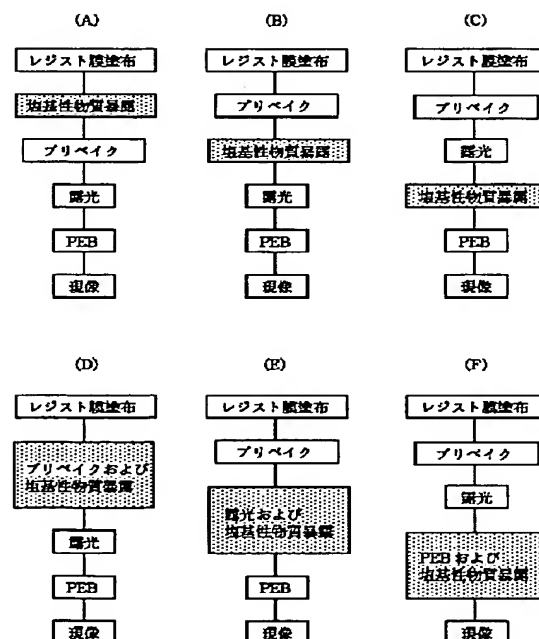 (A)
レジスト膜塗布
塩基性物質暴露
プリベイク
露光
PEB
現像
(B)
レジスト膜塗布
プリベイク
塩基性物質暴露
露光
PEB
現像
(C)
レジスト膜塗布
プリベイク
露光
塩基性物質暴露
PEB
現像
(D)
レジスト膜塗布
プリベイクおよび
塩基性物質暴露
露光
PEB
現像
(E)
レジスト膜塗布
プリベイク
露光および
塩基性物質暴露
PEB
現像
(F)
レジスト膜塗布
プリベイク
露光
PEBおよび
塩基性物質暴露
現像